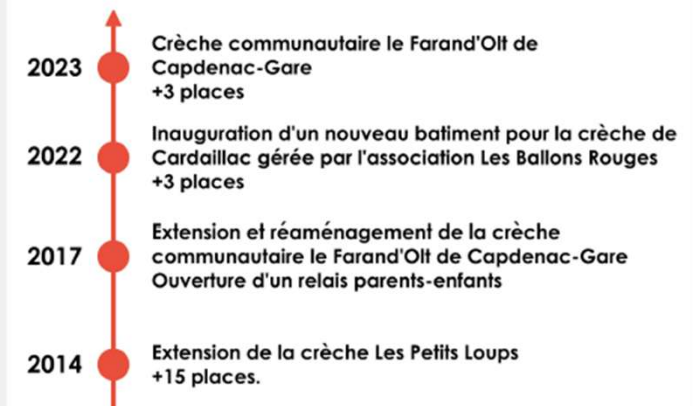 2023
Crèche communautaire le Farand'Olt de
Capdenac-Gare
+3 places
2022
Inauguration d'un nouveau batiment pour la crèche de
Cardaillac gérée par l'association Les Ballons Rouges
+3 places
2017
Extension et réaménagement de la crèche
communautaire le Farand'Olt de Capdenac-Gare
Ouverture d'un relais parents-enfants
2014
Extension de la crèche Les Petits Loups
+15 places.